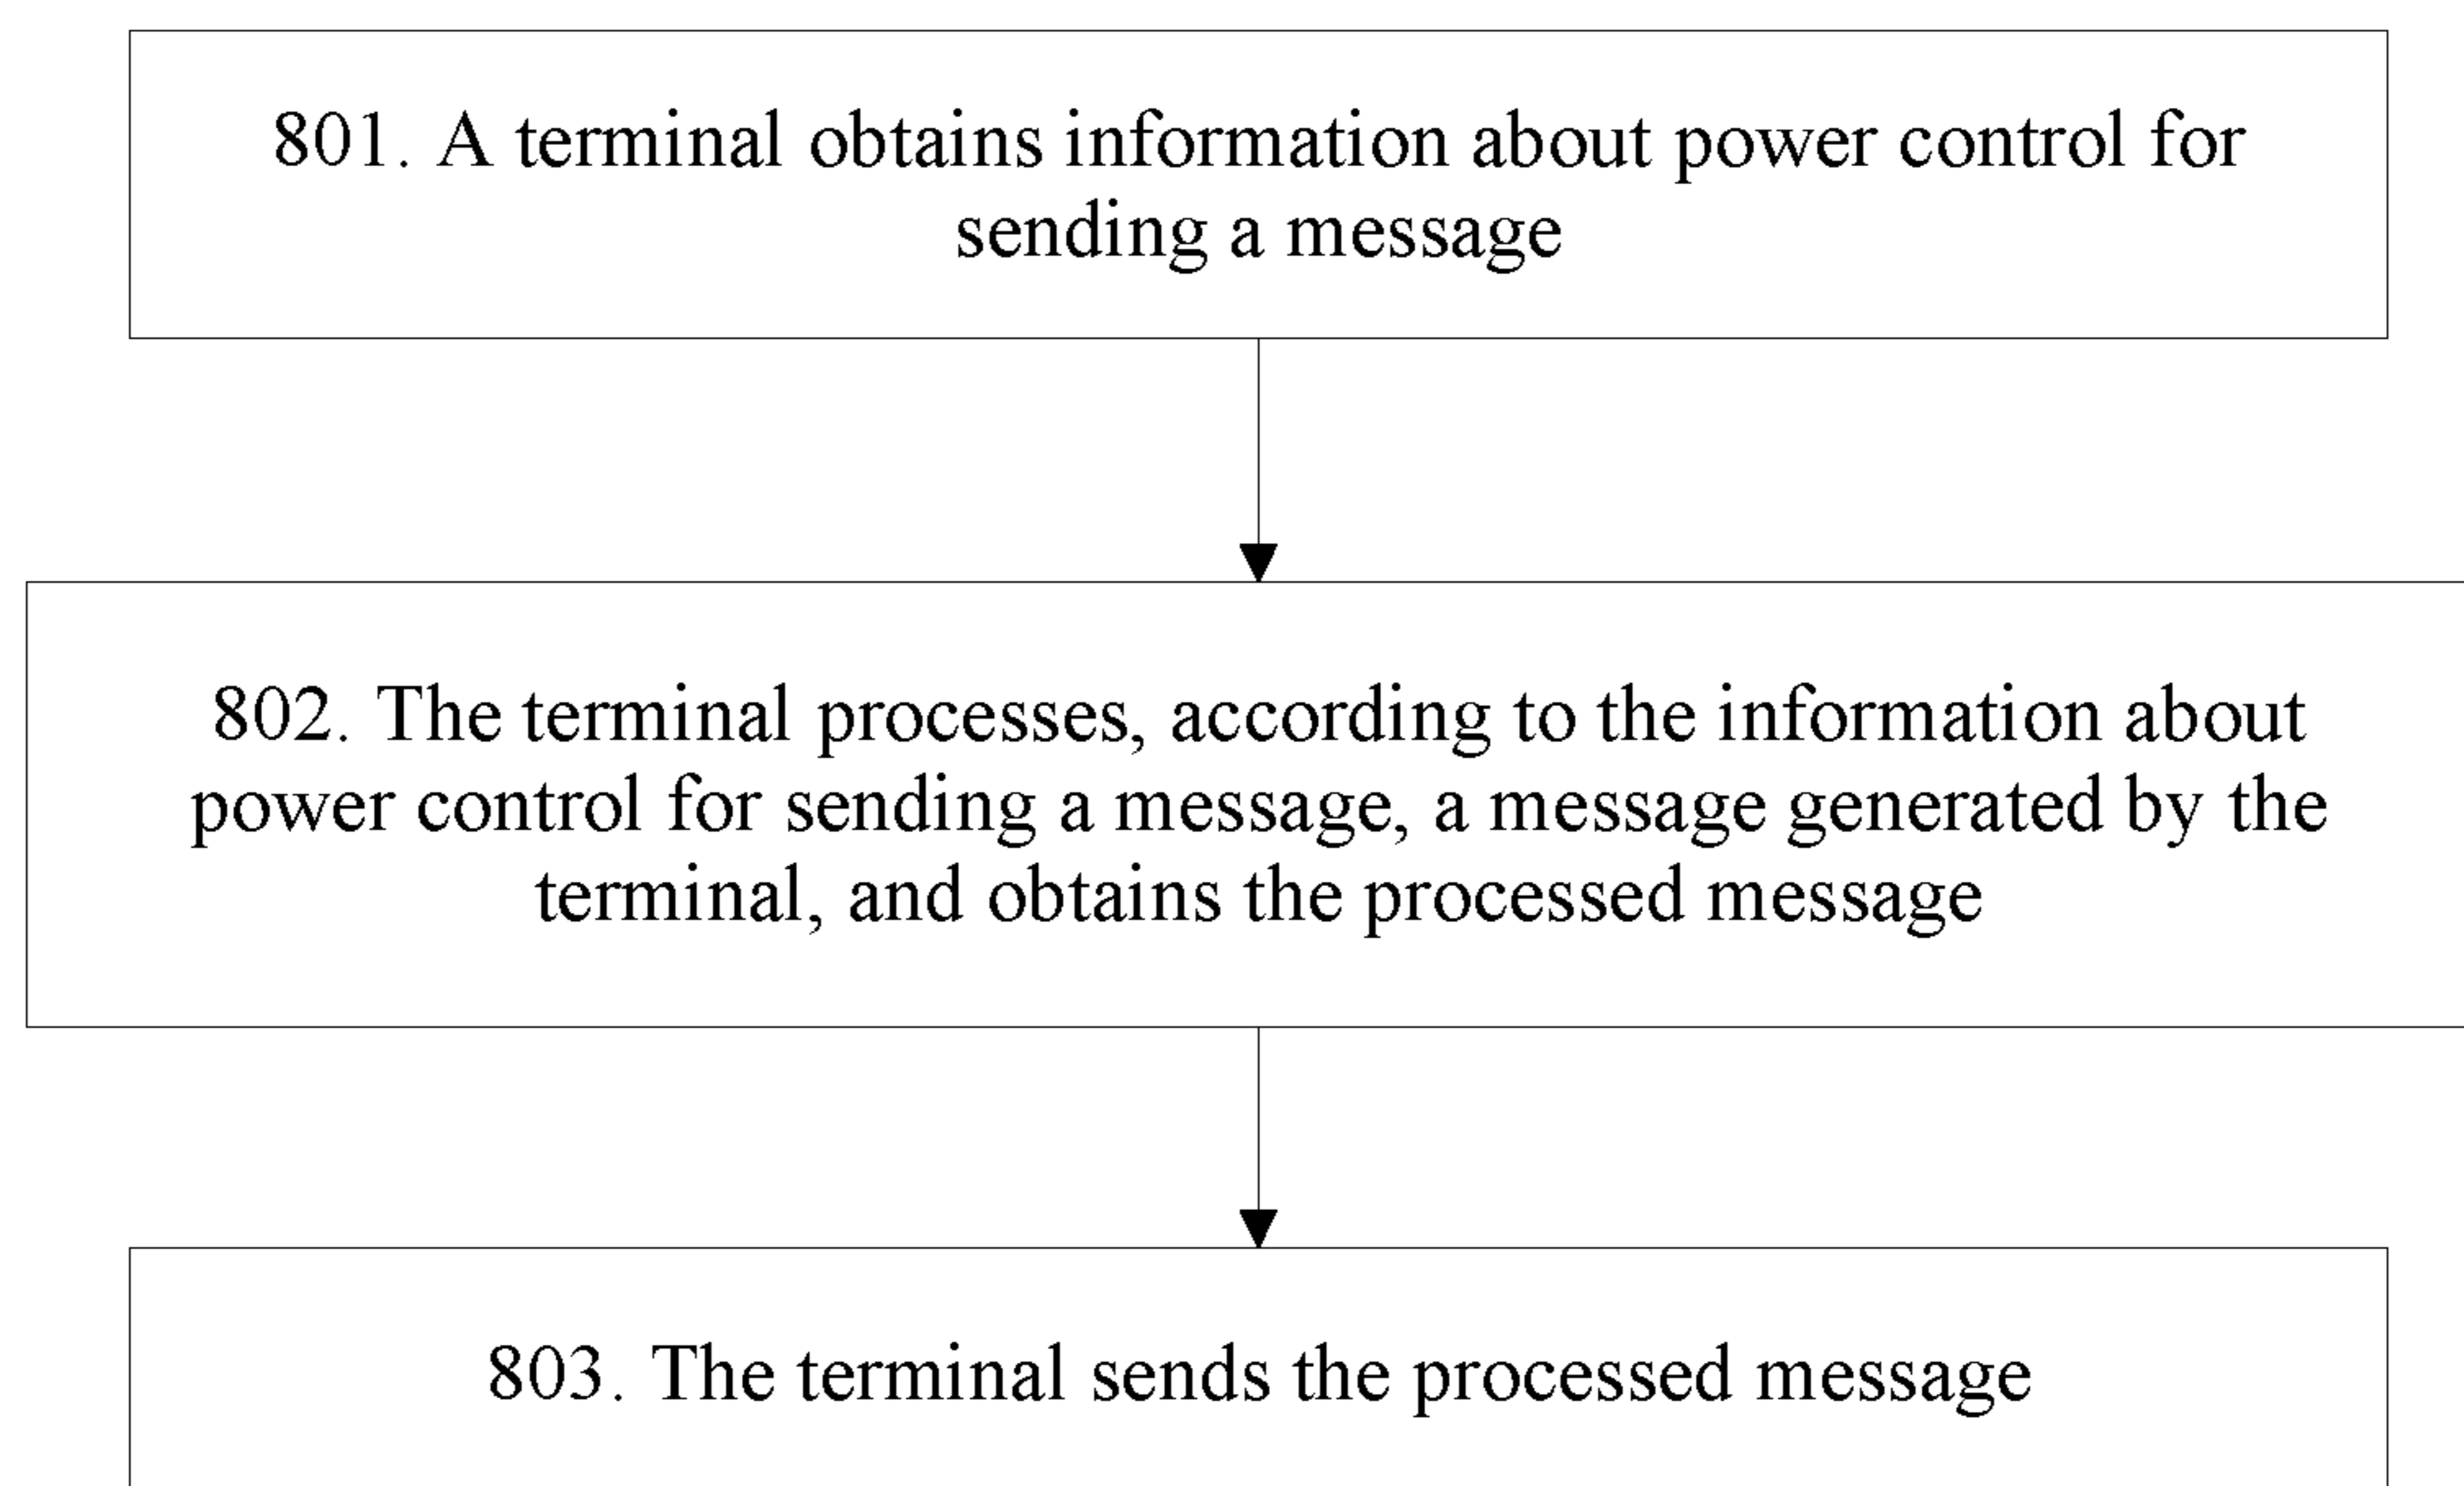 801. A terminal obtains information about power control for
sending a message
802. The terminal processes, according to the information about
power control for sending a message, a message generated by the
terminal, and obtains the processed message
803. The terminal sends the processed message